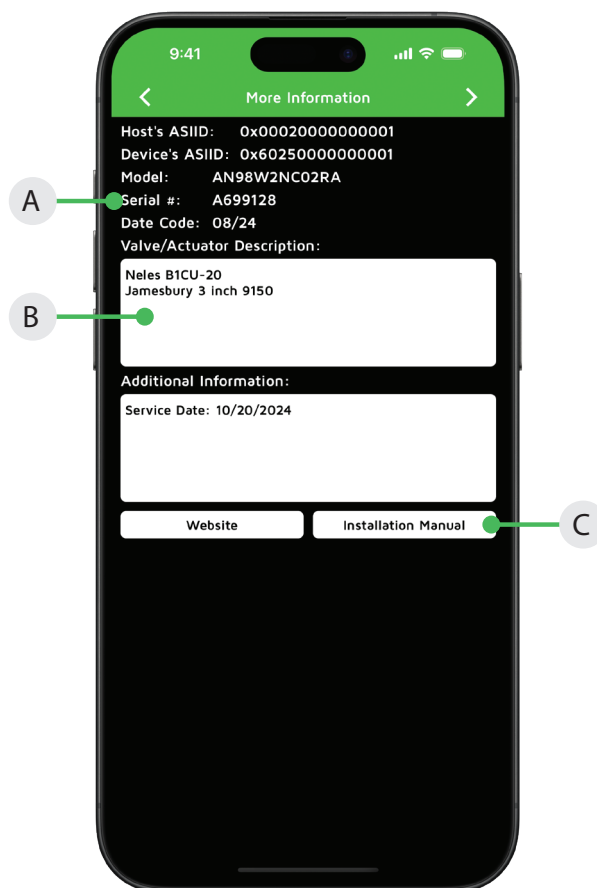 9:41
More Information
Host's ASIID: 0x00020000000001
Device's ASIID: 0x60250000000001
Model: AN98W2NC02RA
A
Serial #: A699128
Date Code: 08/24
Valve/Actuator Description:
Neles B1CU-20
Jamesbury 3 inch 9150
B
Additional Information:
Service Date: 10/20/2024
Website
Installation Manual
C